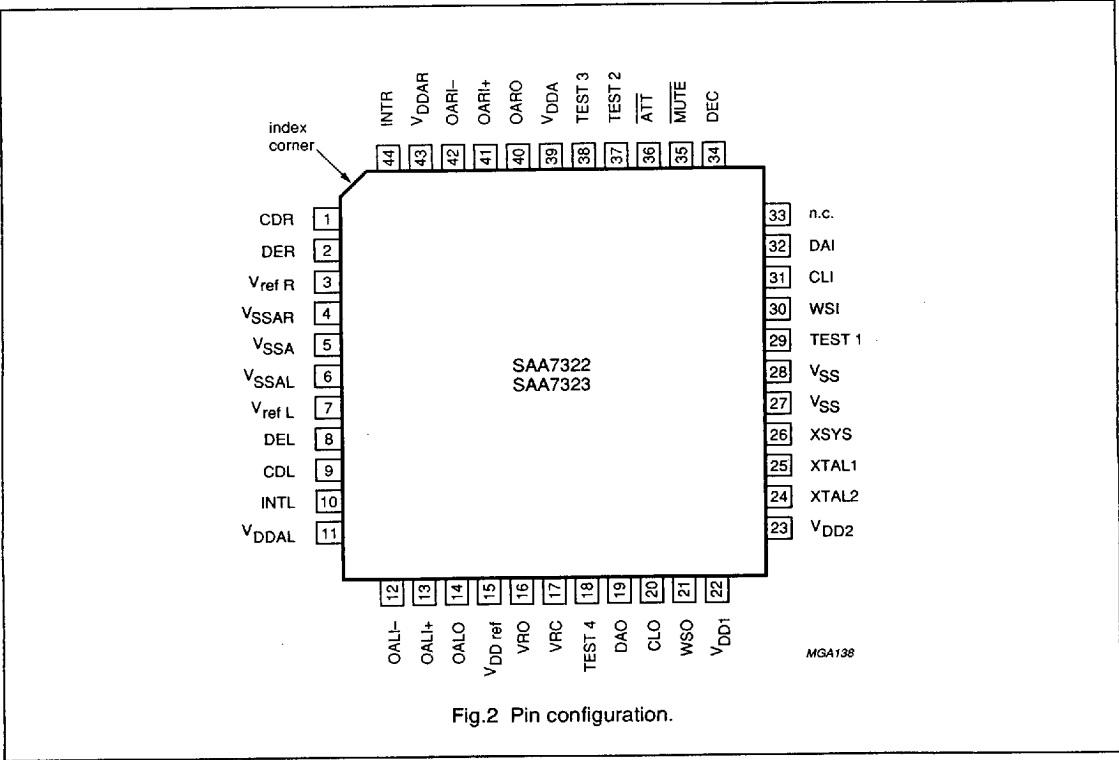 INTR
VDDAR
OARI–
OARI+
OARO
VDDA
TEST 3
TEST 2
ATT
MUTE
DEC
index
corner
44
43
42
41
40
39
38
37
36
35
34
CDR 1
DER 2
Vref R 3
VSSAR 4
VSSA 5
VSSAL 6
Vref L 7
DEL 8
CDL 9
INTL 10
VDDAL 11
SAA7322
SAA7323
33 n.c.
32 DAI
31 CLI
30 WSI
29 TEST 1
28 VSS
27 VSS
26 XSYS
25 XTAL1
24 XTAL2
23 VDD2
12
13
14
15
16
17
18
19
20
21
22
OALI–
OALI+
OALO
VDD ref
VRO
VRC
TEST 4
DAO
CLO
WSO
VDD1
MGA138
Fig.2 Pin configuration.